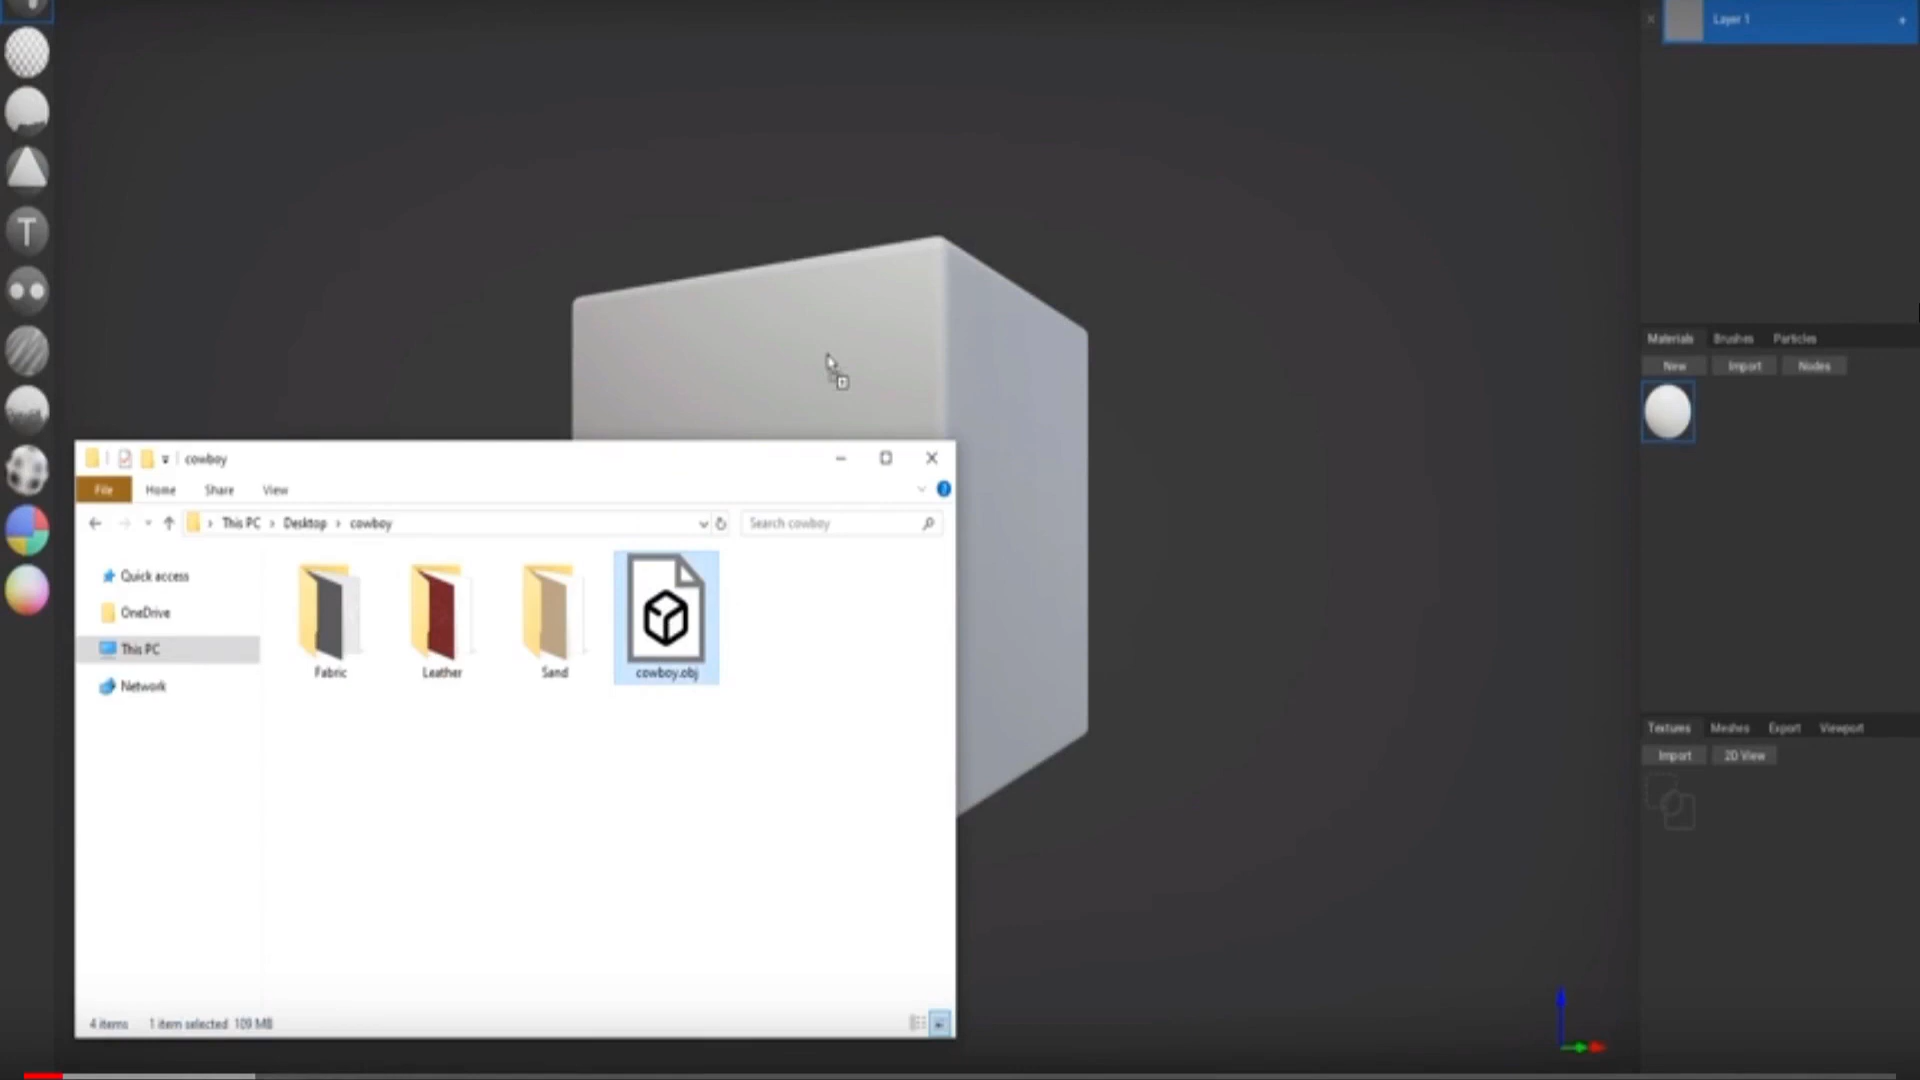 Layer 1
T
Materials Brushes Particles
New Import Nodes
cowboy
File Home Share View
This PC > Desktop > cowboy
Search cowboy
Quick access
OneDrive
This PC
Network
Fabric Leather Sand cowboy.obj
Textures Meshes Export Viewport
Import 2D View
4 items 1 item selected 109 MB